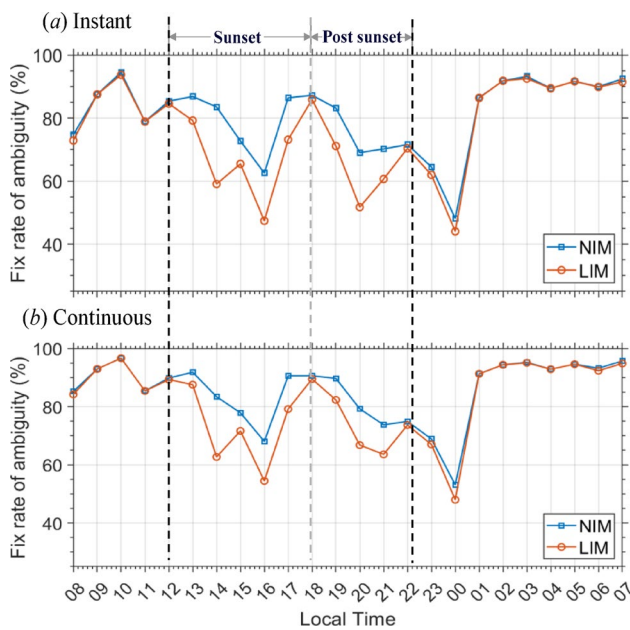 (a) Instant
Sunset Post sunset
100
80
60
40
Fix rate of ambiguity (%)
NIM
LIM
(b) Continuous
100
80
60
40
Fix rate of ambiguity (%)
NIM
LIM
08 09 10 11 12 13 14 15 16 17 18 19 20 21 22 23 00 01 02 03 04 05 06 07
Local Time